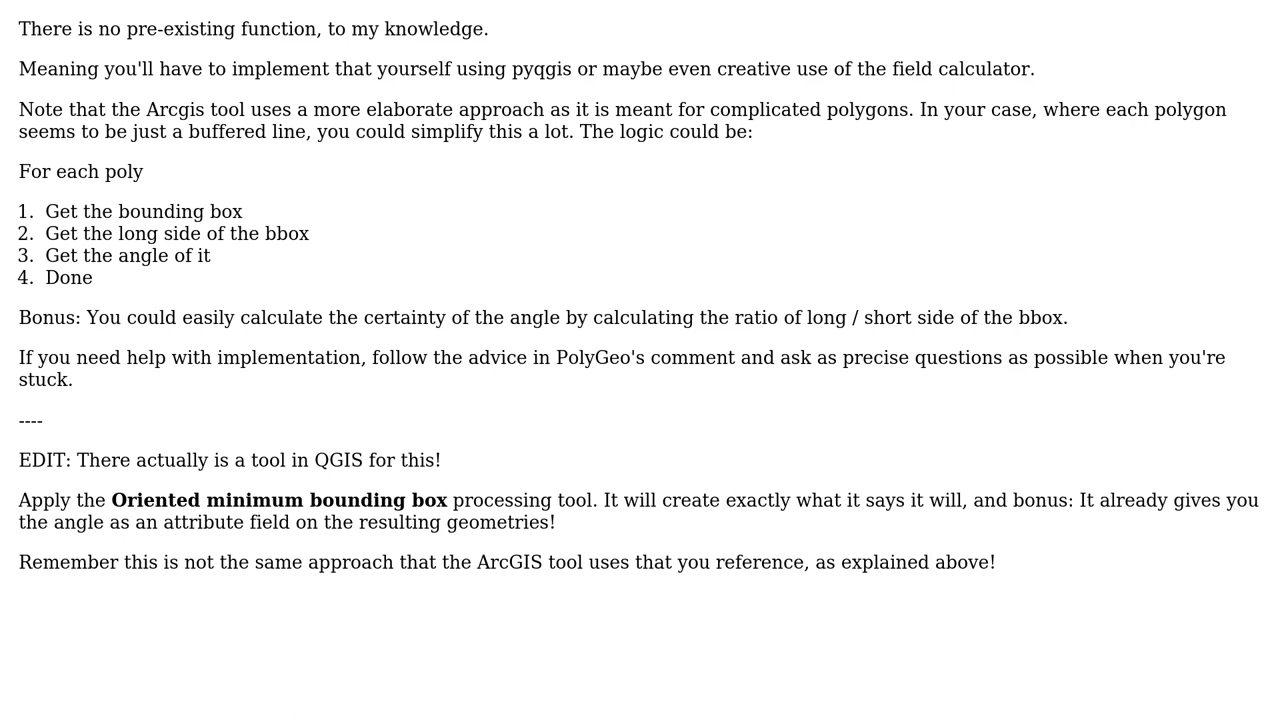 There is no pre-existing function, to my knowledge.
Meaning you'll have to implement that yourself using pyqgis or maybe even creative use of the field calculator.
Note that the Arcgis tool uses a more elaborate approach as it is meant for complicated polygons. In your case, where each polygon
seems to be just a buffered line, you could simplify this a lot. The logic could be:
For each poly
1. Get the bounding box
2. Get the long side of the bbox
3. Get the angle of it
4. Done
Bonus: You could easily calculate the certainty of the angle by calculating the ratio of long / short side of the bbox.
If you need help with implementation, follow the advice in PolyGeo's comment and ask as precise questions as possible when you're
stuck.
----
EDIT: There actually is a tool in QGIS for this!
Apply the Oriented minimum bounding box processing tool. It will create exactly what it says it will, and bonus: It already gives you
the angle as an attribute field on the resulting geometries!
Remember this is not the same approach that the ArcGIS tool uses that you reference, as explained above!